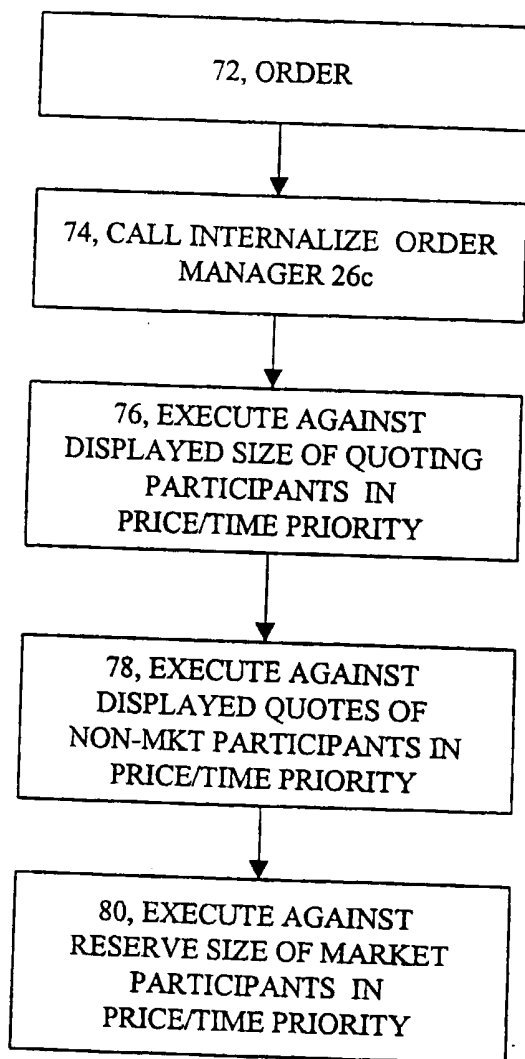 72, ORDER
74, CALL INTERNALIZE ORDER
MANAGER 26c
76, EXECUTE AGAINST
DISPLAYED SIZE OF QUOTING
PARTICIPANTS IN
PRICE/TIME PRIORITY
78, EXECUTE AGAINST
DISPLAYED QUOTES OF
NON-MKT PARTICIPANTS IN
PRICE/TIME PRIORITY
80, EXECUTE AGAINST
RESERVE SIZE OF MARKET
PARTICIPANTS IN
PRICE/TIME PRIORITY